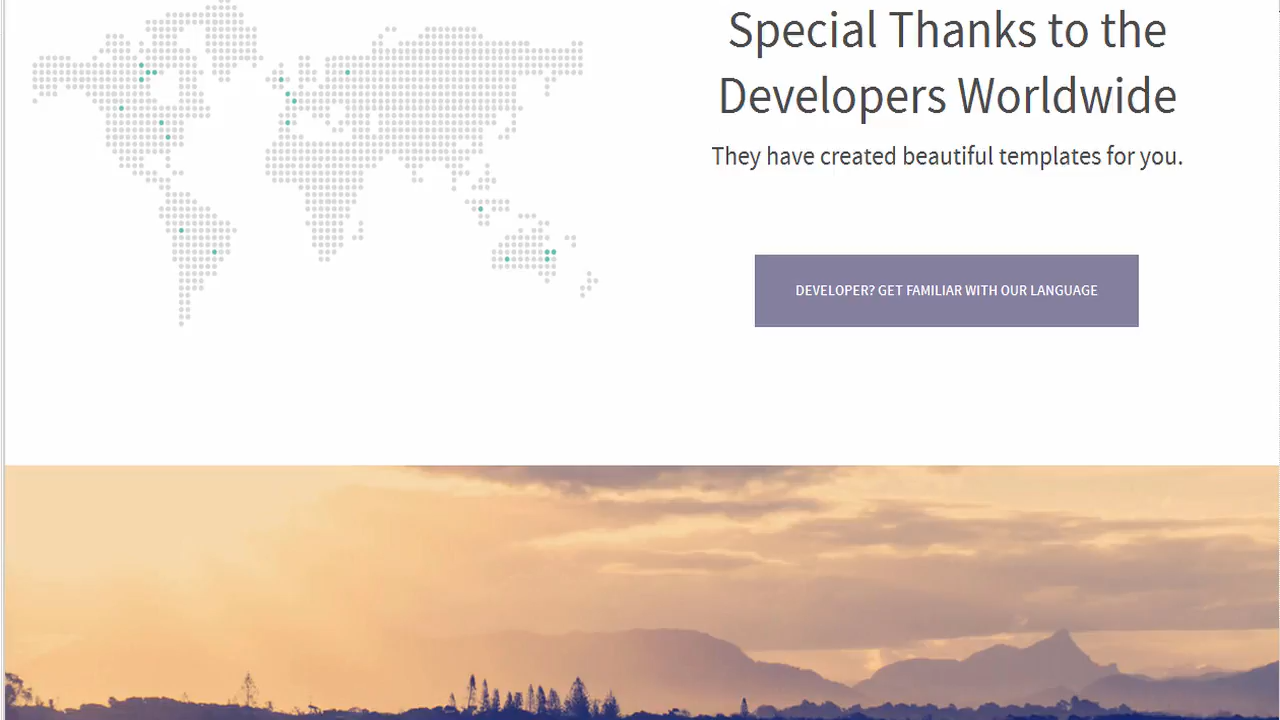 Special Thanks to the
Developers Worldwide
They have created beautiful templates for you.
DEVELOPER? GET FAMILIAR WITH OUR LANGUAGE